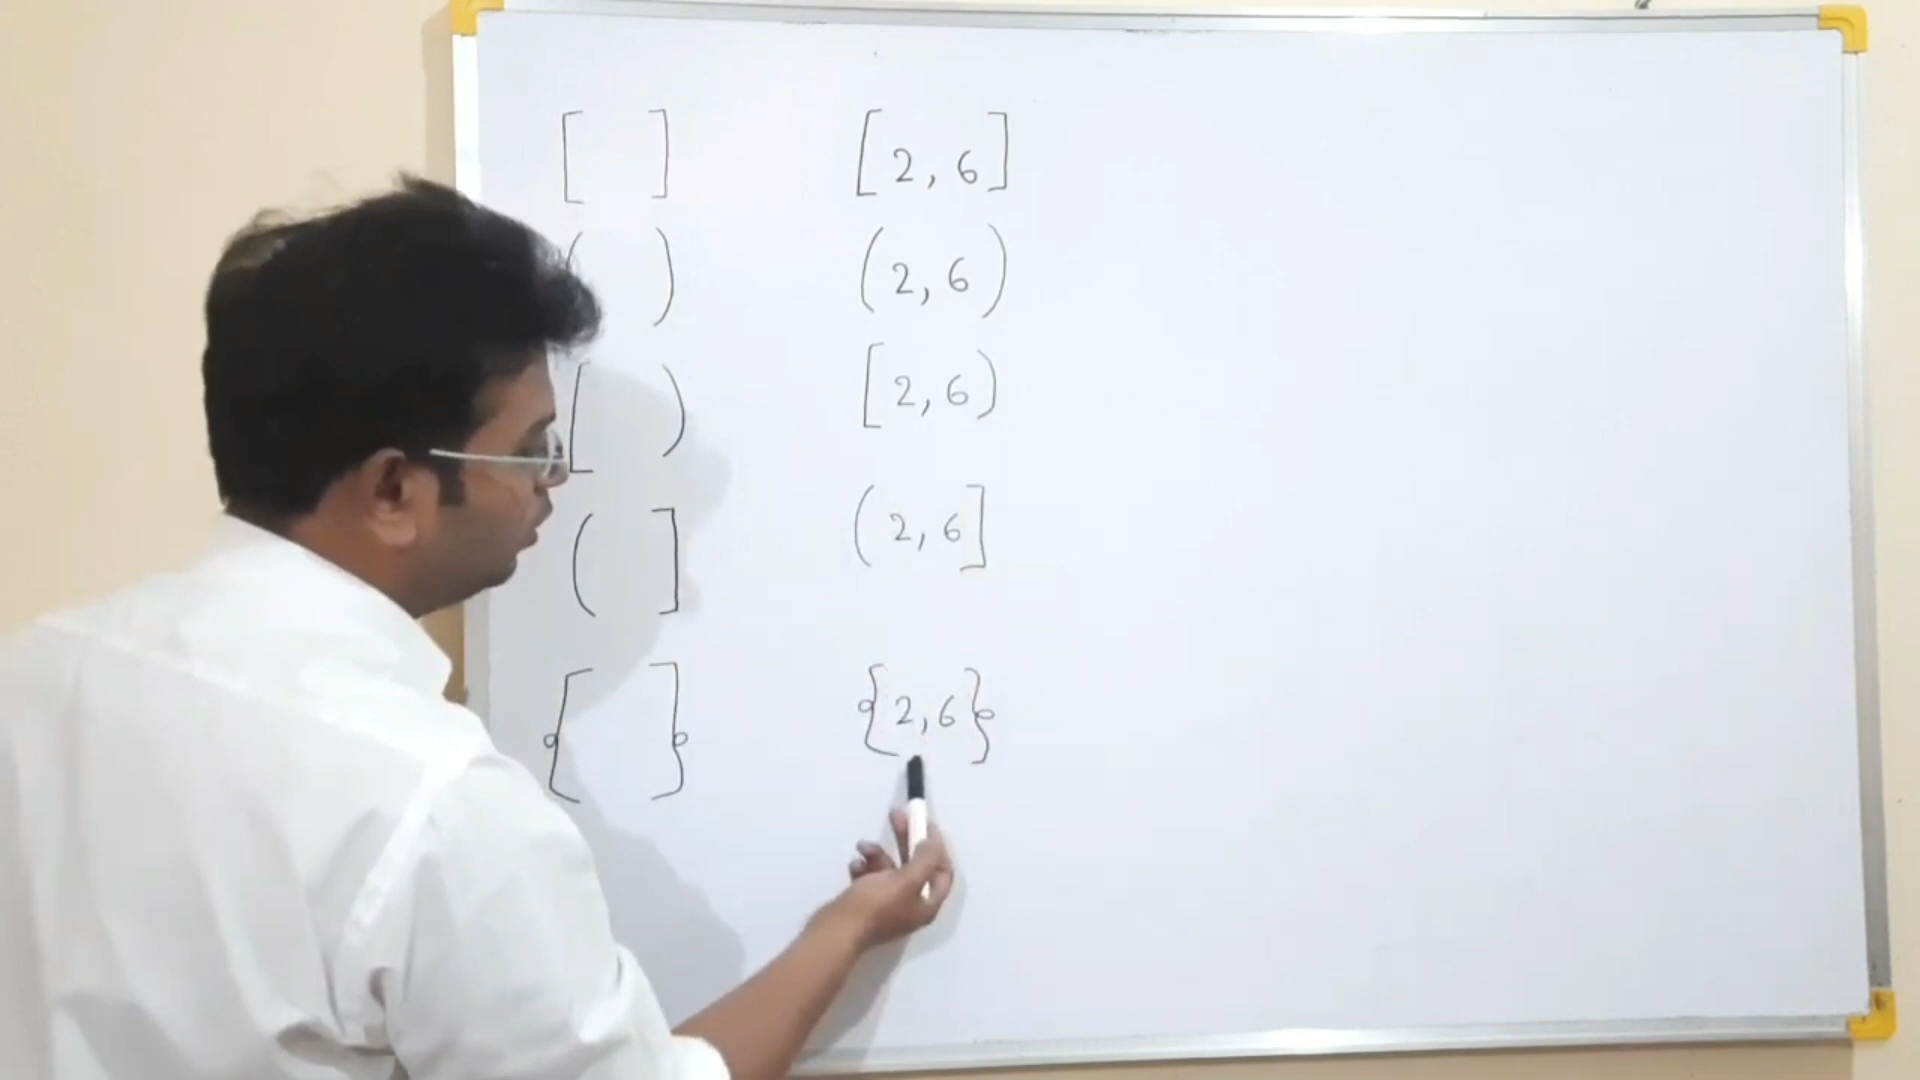 [ ] [2, 6]
( ) (2, 6)
[ ) [2, 6)
( ] (2, 6]
{ } {2, 6}